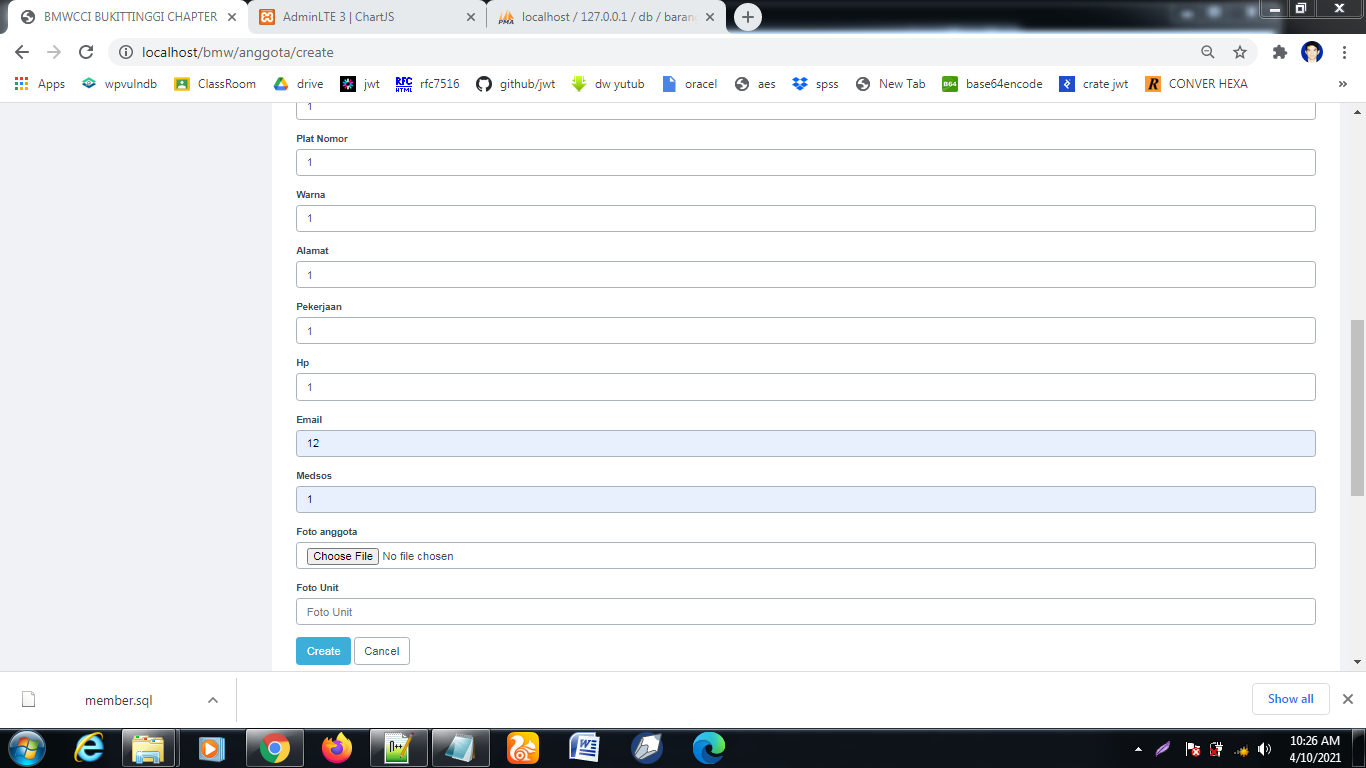 BMWCCI BUKITTINGGI CHAPTER
AdminLTE 3 | ChartJS
localhost / 127.0.0.1 / db / baran
localhost/bmw/anggota/create
Apps wpvulndb ClassRoom drive jwt rfc7516 github/jwt dw yutub oracel aes spss New Tab base64encode crate jwt CONVER HEXA »
1
Plat Nomor
1
Warna
1
Alamat
1
Pekerjaan
1
Hp
1
Email
12
Medsos
1
Foto anggota
Choose File No file chosen
Foto Unit
Foto Unit
Create Cancel
member.sql
Show all
10:26 AM
4/10/2021